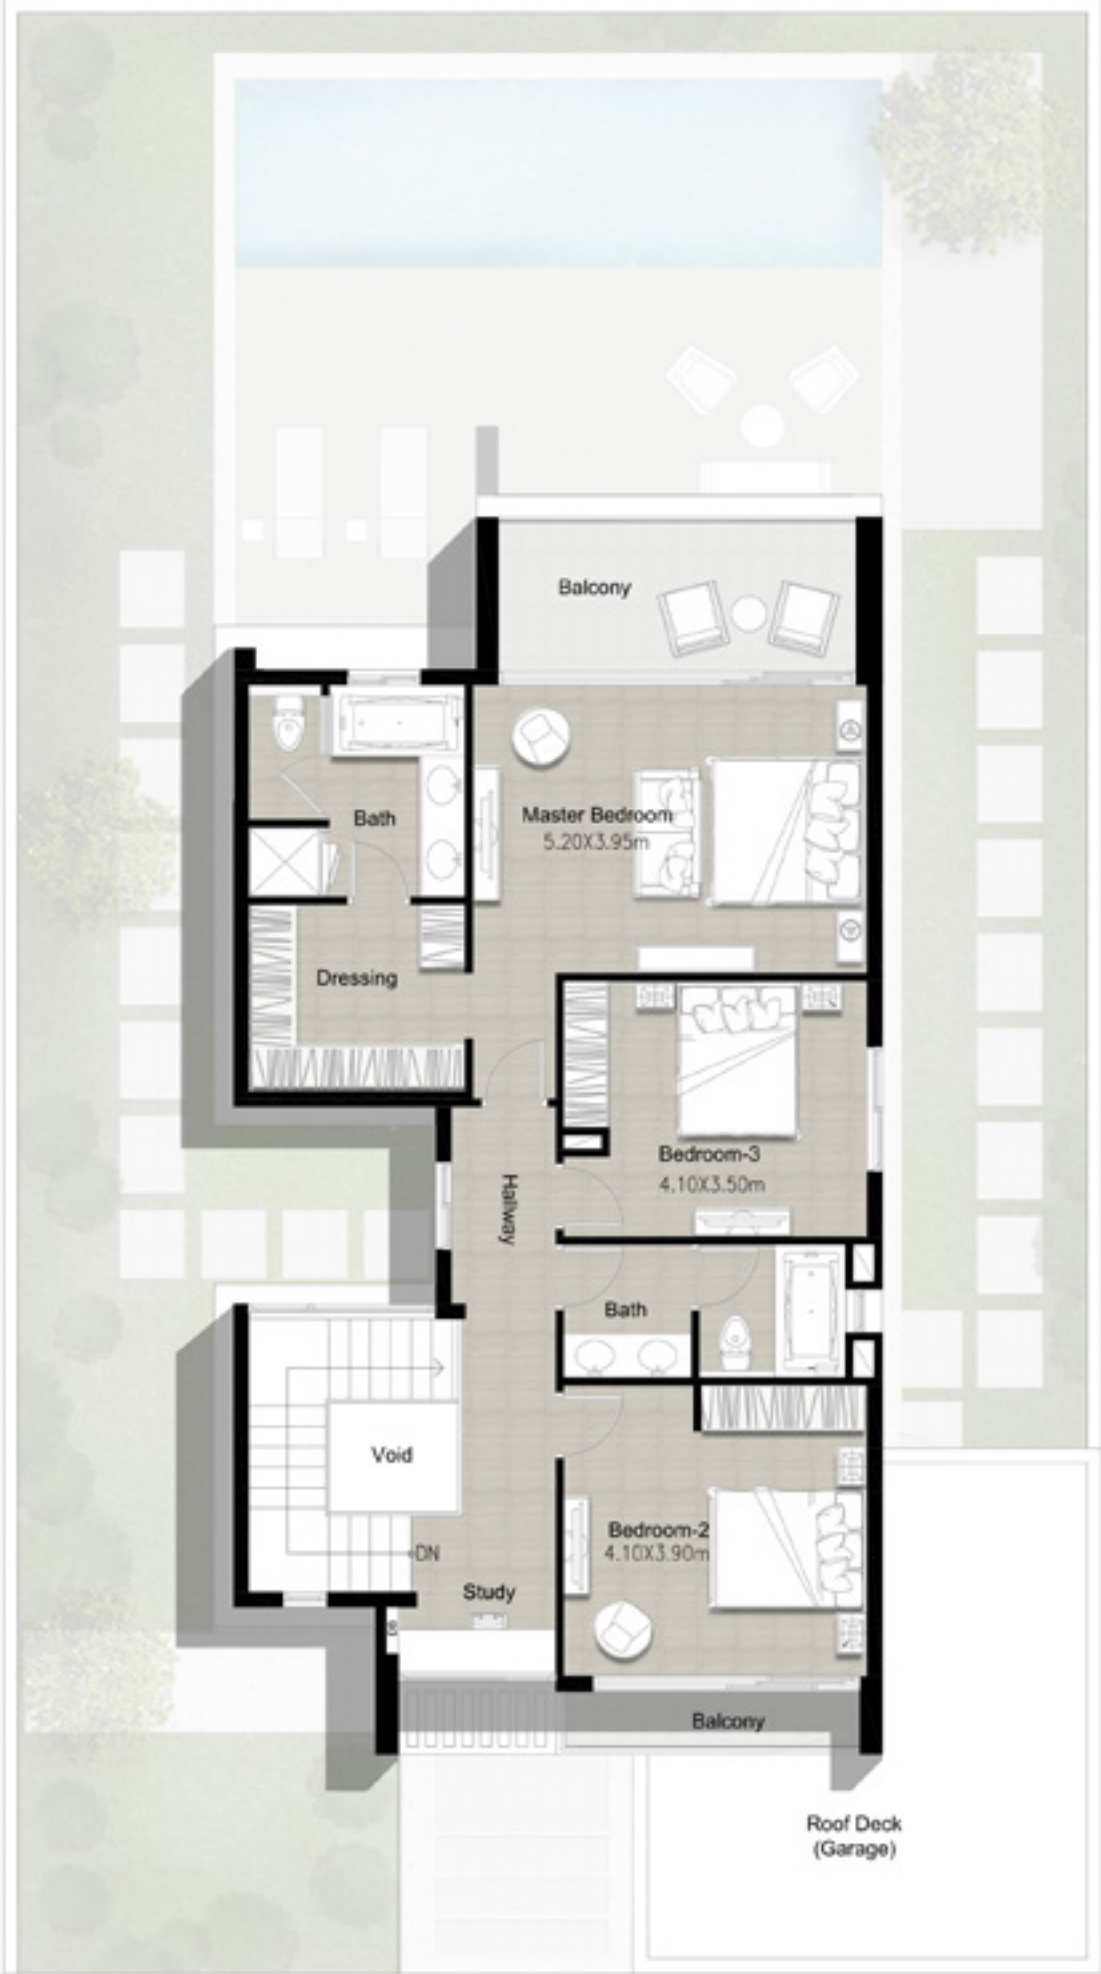 Balcony
Bath
Master Bedroom
5.20X3.95m
Dressing
Bedroom-3
4.10X3.50m
Hallway
Bath
Void
Bedroom-2
4.10X3.90m
DN
Study
Balcony
Roof Deck
(Garage)